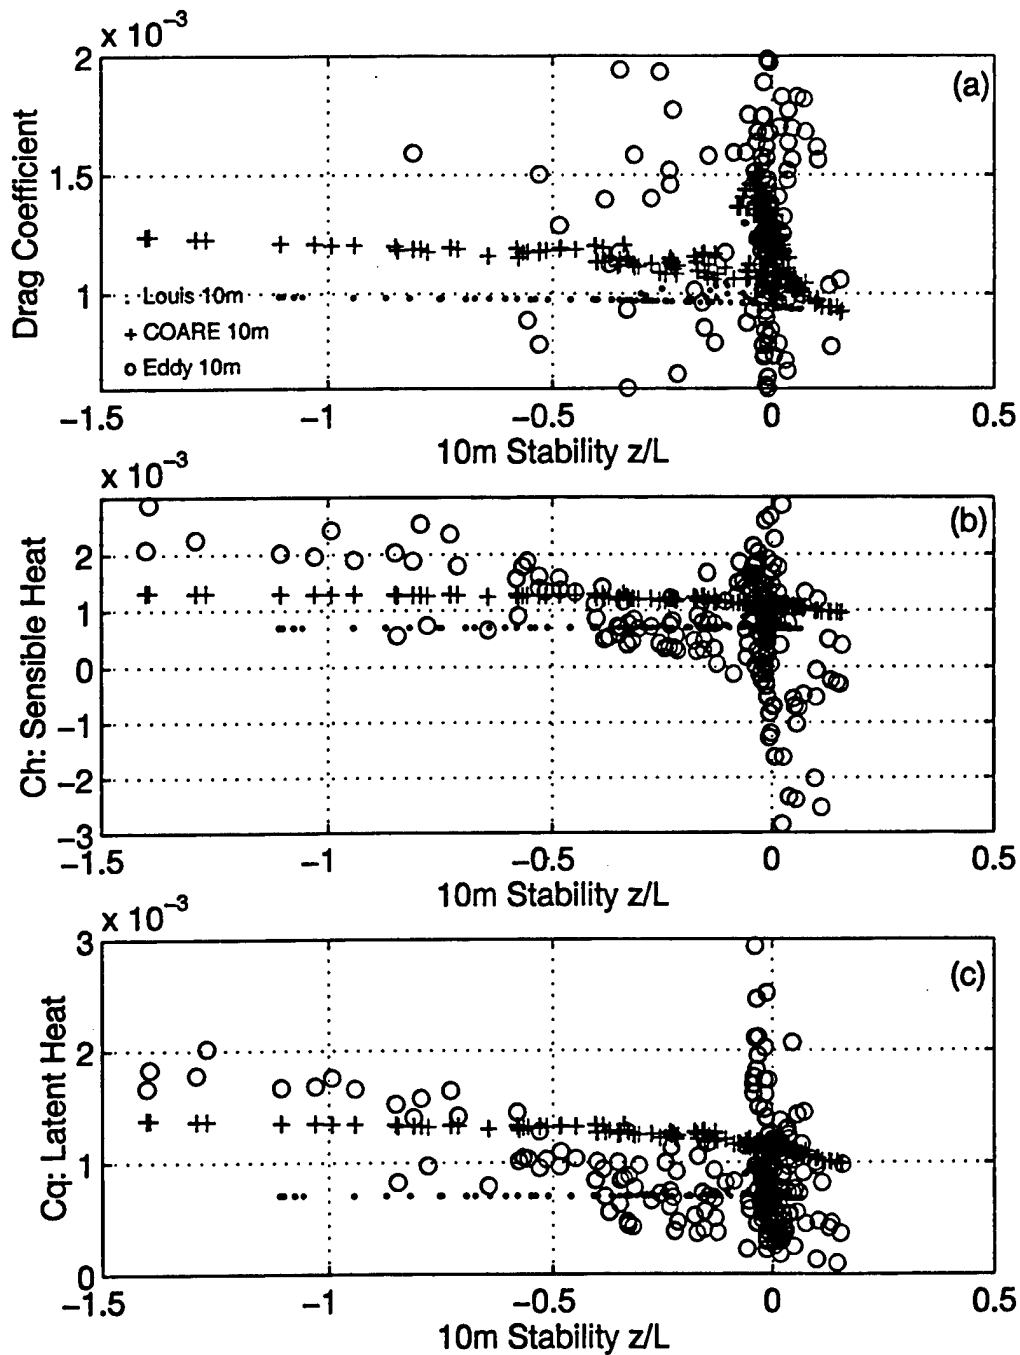 x 10⁻³
2
(a)
Drag Coefficient
1.5
1
. Louis 10m
+ COARE 10m
o Eddy 10m
−1.5 −1 −0.5 0 0.5
10m Stability z/L
x 10⁻³
(b)
Ch: Sensible Heat
2
1
0
−1
−2
−3
−1.5 −1 −0.5 0 0.5
10m Stability z/L
x 10⁻³
3
(c)
Cq: Latent Heat
2
1
0
−1.5 −1 −0.5 0 0.5
10m Stability z/L